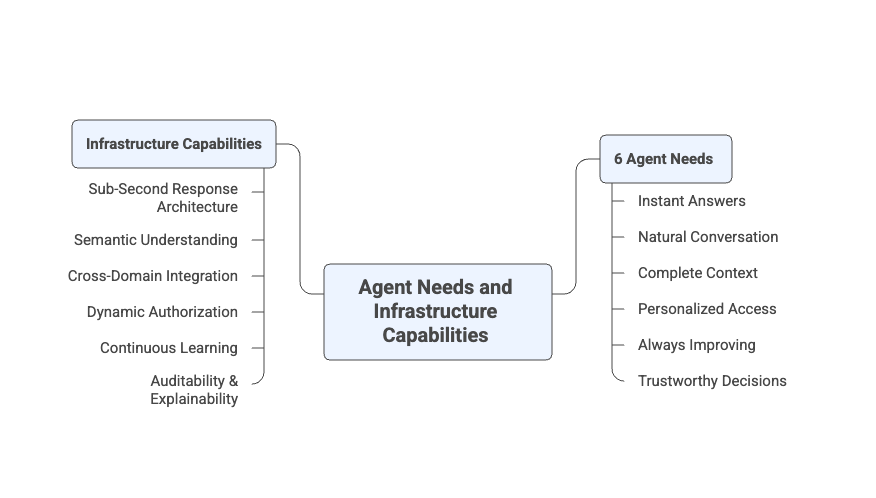 Infrastructure Capabilities
Sub-Second Response
Architecture
Semantic Understanding
Cross-Domain Integration
Dynamic Authorization
Continuous Learning
Auditability &
Explainability
Agent Needs and
Infrastructure
Capabilities
6 Agent Needs
Instant Answers
Natural Conversation
Complete Context
Personalized Access
Always Improving
Trustworthy Decisions